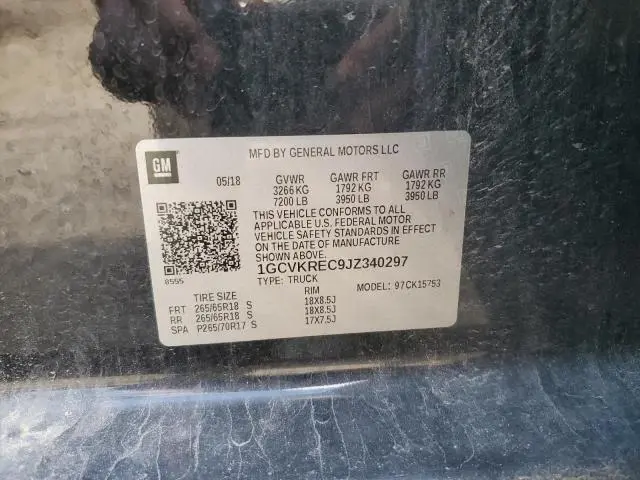 GM
MFD BY GENERAL MOTORS LLC
05/18 GVWR GAWR FRT GAWR RR
3266 KG 1792 KG 1792 KG
7200 LB 3950 LB 3950 LB
THIS VEHICLE CONFORMS TO ALL
APPLICABLE U.S. FEDERAL MOTOR
VEHICLE SAFETY STANDARDS IN EFFECT
ON THE DATE OF MANUFACTURE
SHOWN ABOVE.
1GCVKREC9JZ340297
TYPE: TRUCK MODEL: 97CK15753
0555
TIRE SIZE RIM
FRT 265/65R18 S 18X8.5J
RR 265/65R18 S 18X8.5J
SPA P265/70R17 S 17X7.5J